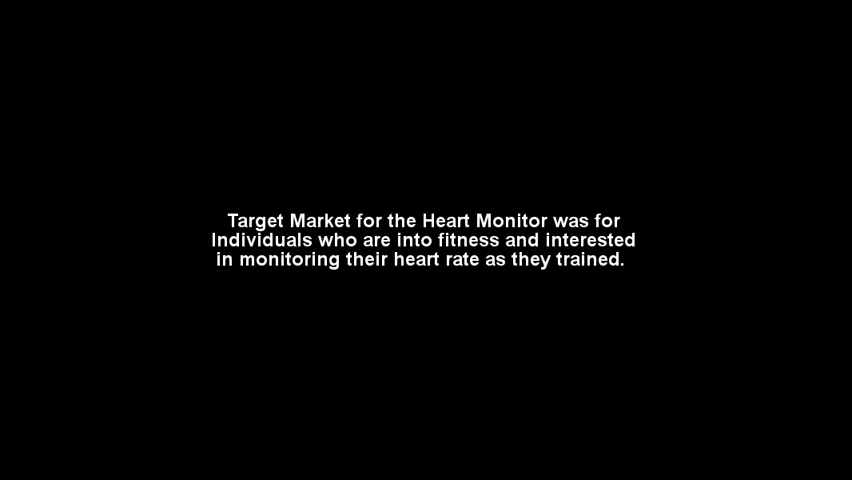 Target Market for the Heart Monitor was for
Individuals who are into fitness and interested
in monitoring their heart rate as they trained.